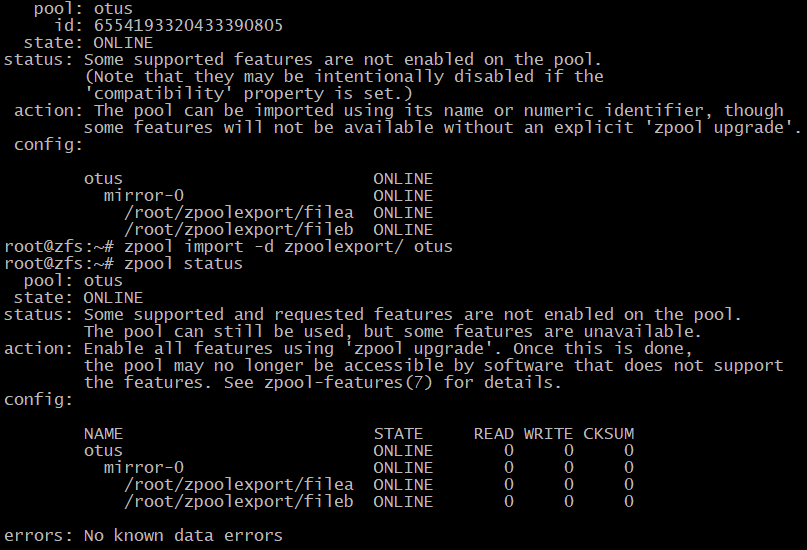 pool: otus
id: 6554193320433390805
state: ONLINE
status: Some supported features are not enabled on the pool.
(Note that they may be intentionally disabled if the
'compatibility' property is set.)
action: The pool can be imported using its name or numeric identifier, though
some features will not be available without an explicit 'zpool upgrade'.
config:
otus ONLINE
mirror-0 ONLINE
/root/zpoolexport/filea ONLINE
/root/zpoolexport/fileb ONLINE
root@zfs:~# zpool import -d zpoolexport/ otus
root@zfs:~# zpool status
pool: otus
state: ONLINE
status: Some supported and requested features are not enabled on the pool.
The pool can still be used, but some features are unavailable.
action: Enable all features using 'zpool upgrade'. Once this is done,
the pool may no longer be accessible by software that does not support
the features. See zpool-features(7) for details.
config:
NAME STATE READ WRITE CKSUM
otus ONLINE 0 0 0
mirror-0 ONLINE 0 0 0
/root/zpoolexport/filea ONLINE 0 0 0
/root/zpoolexport/fileb ONLINE 0 0 0
errors: No known data errors